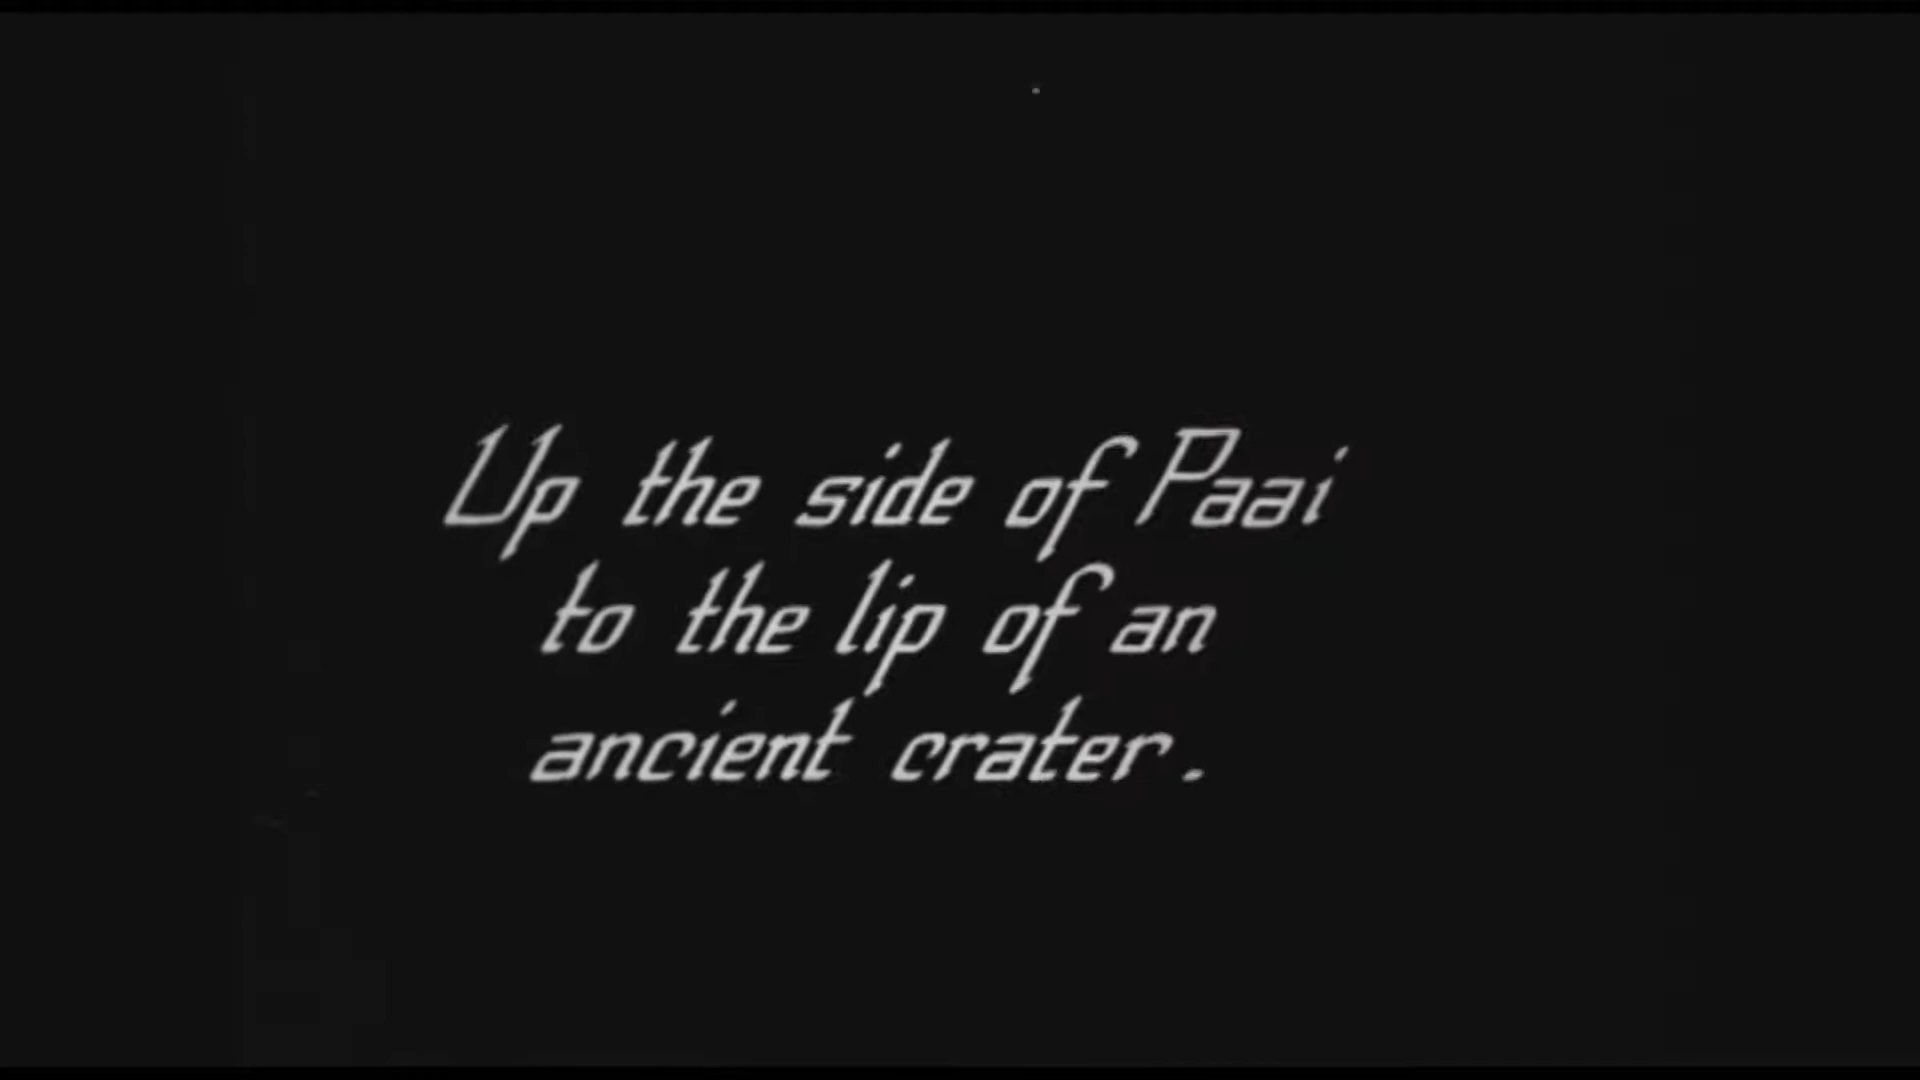 Up the side of Paai
to the lip of an
ancient crater.